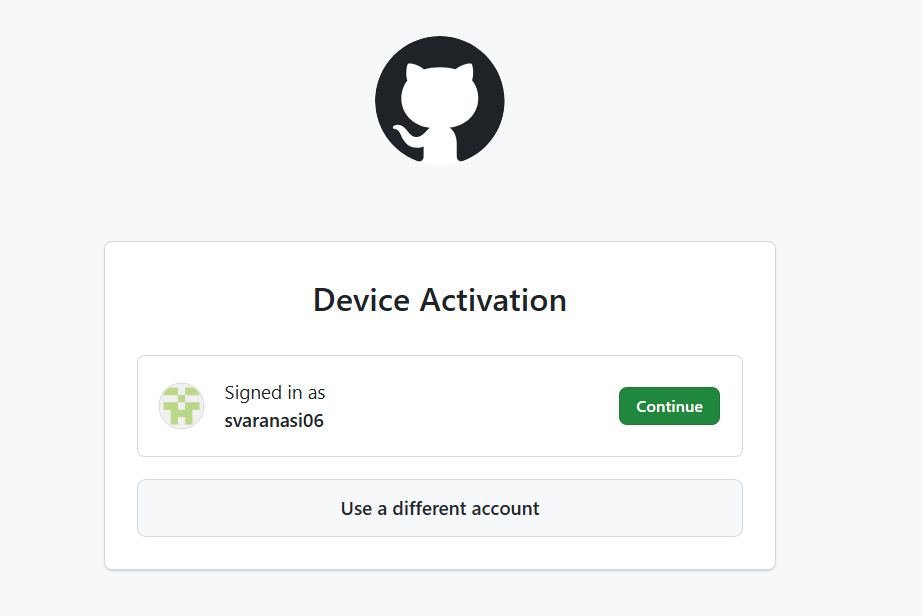 Device Activation
Signed in as
svaranasi06
Continue
Use a different account